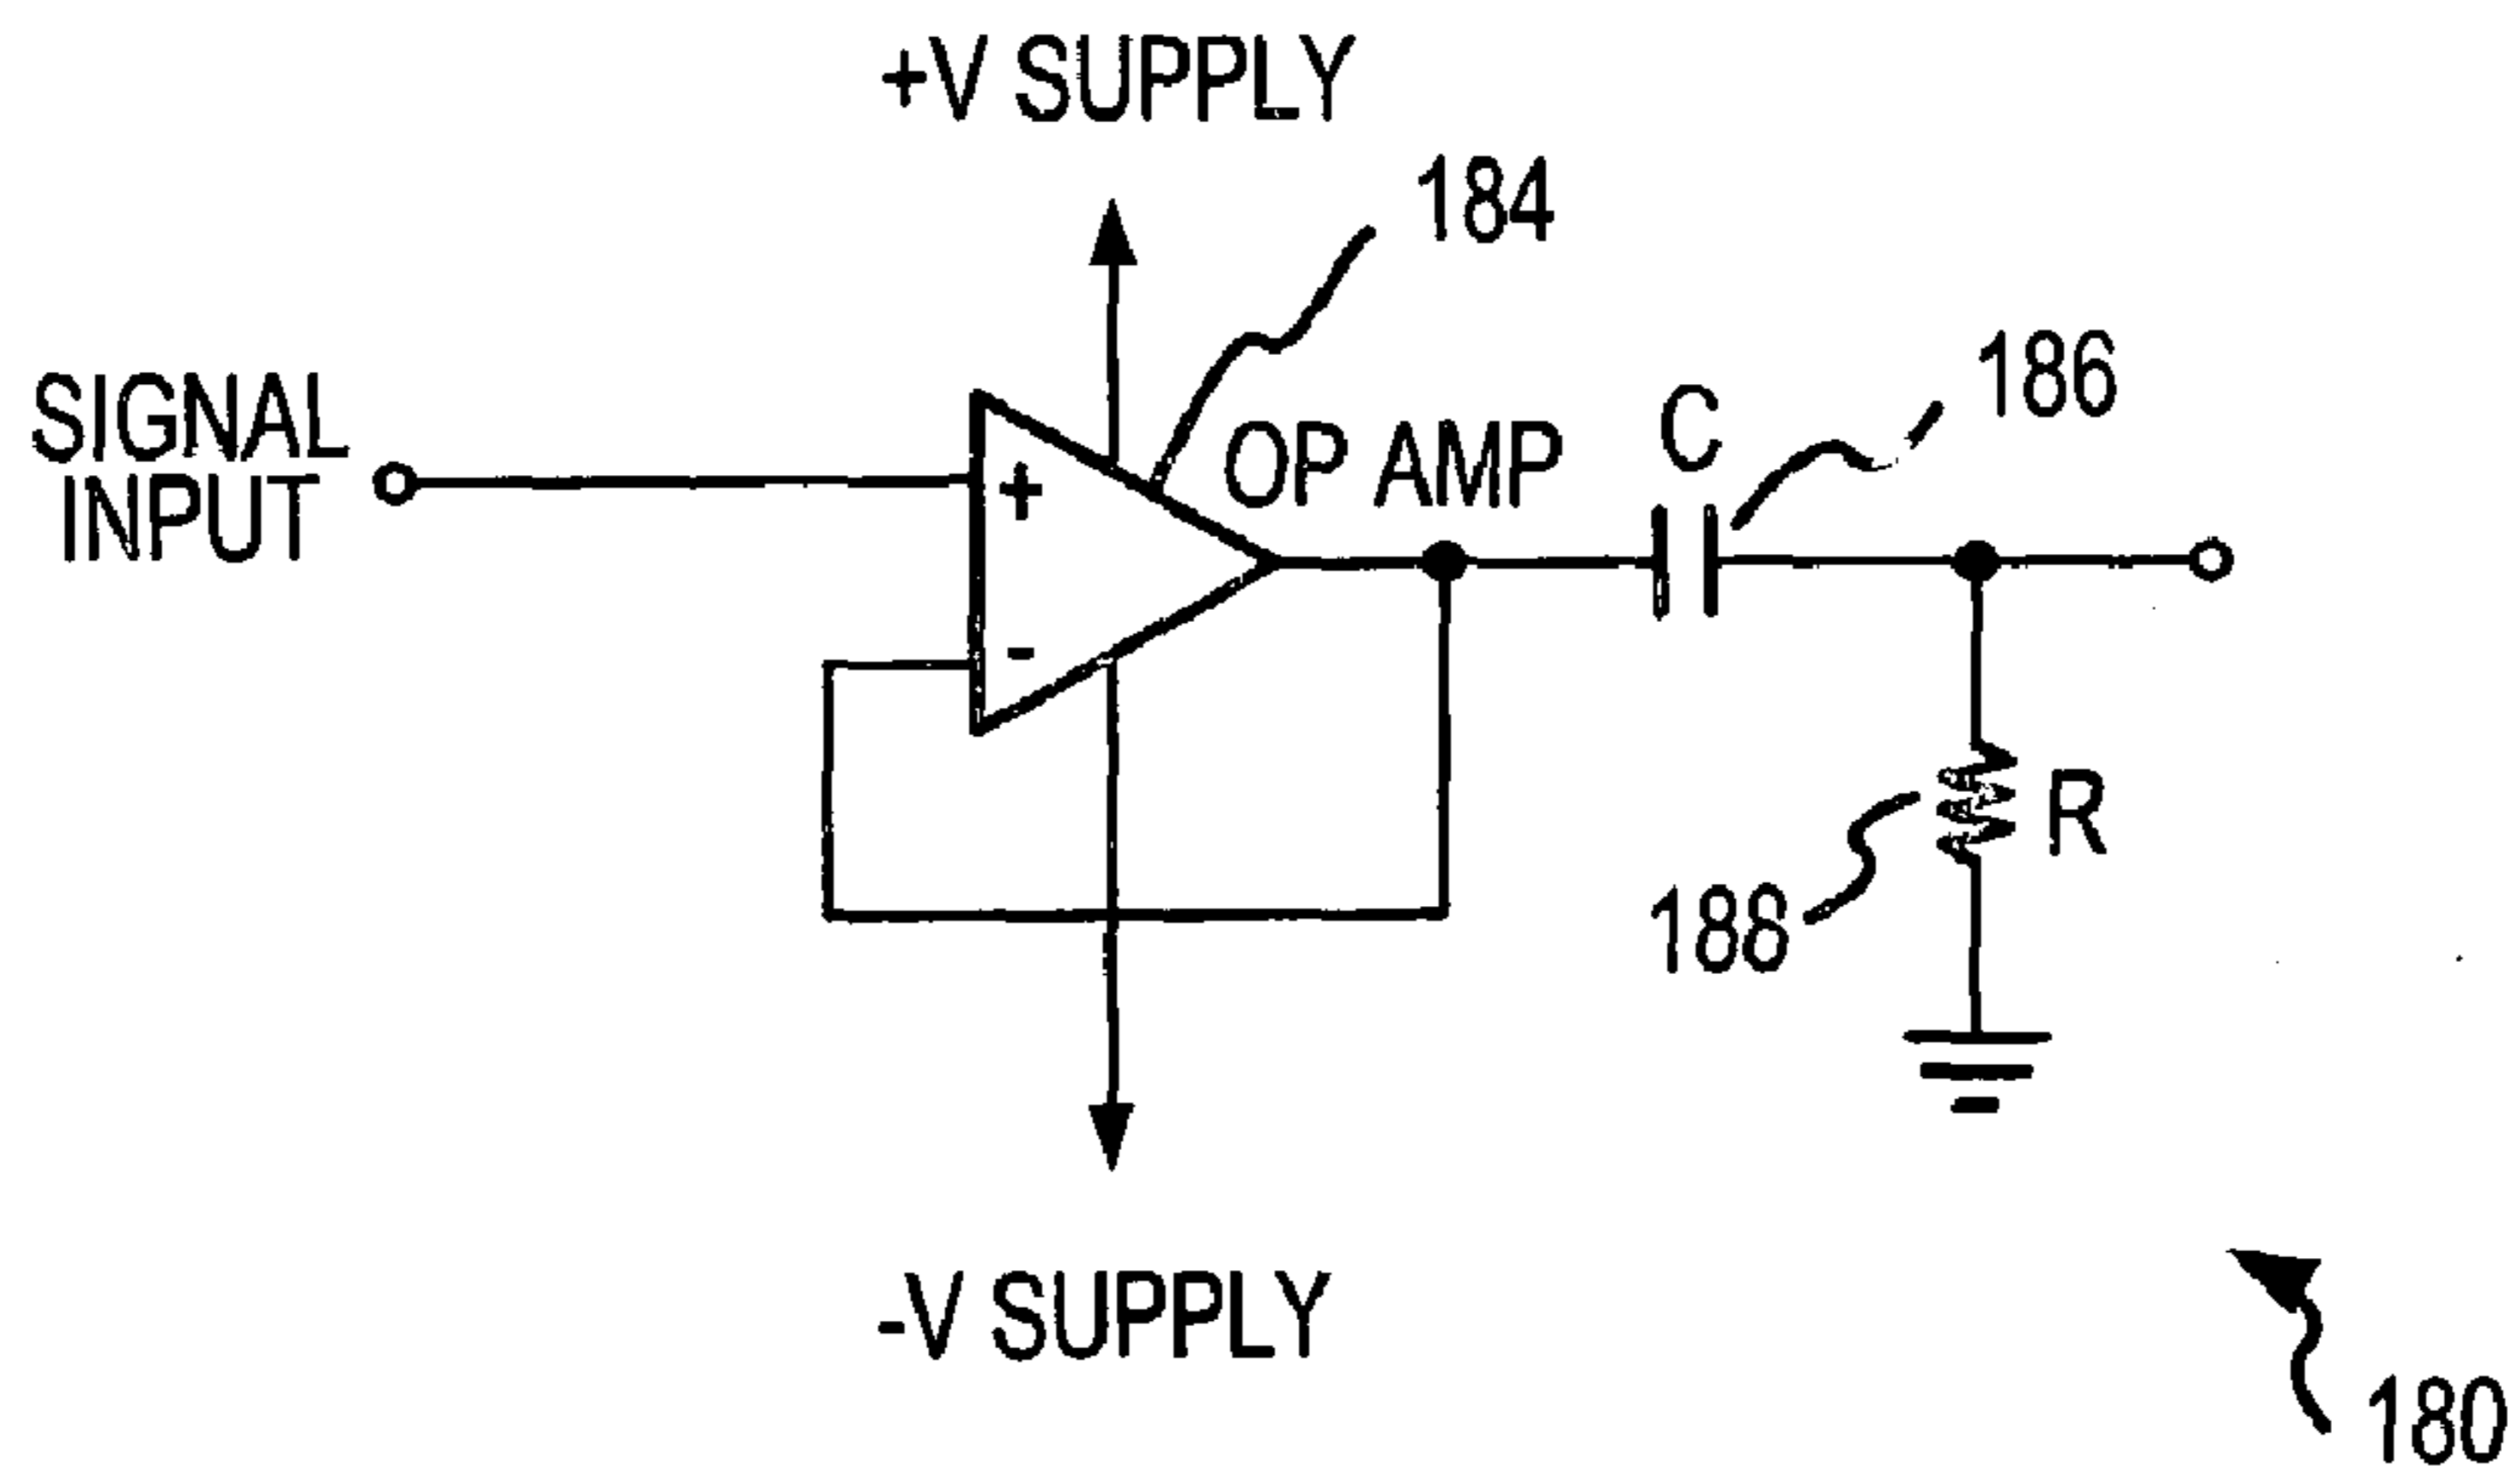 +V SUPPLY
184
186
SIGNAL
INPUT
+
OP AMP
C
-
R
188
-V SUPPLY
180